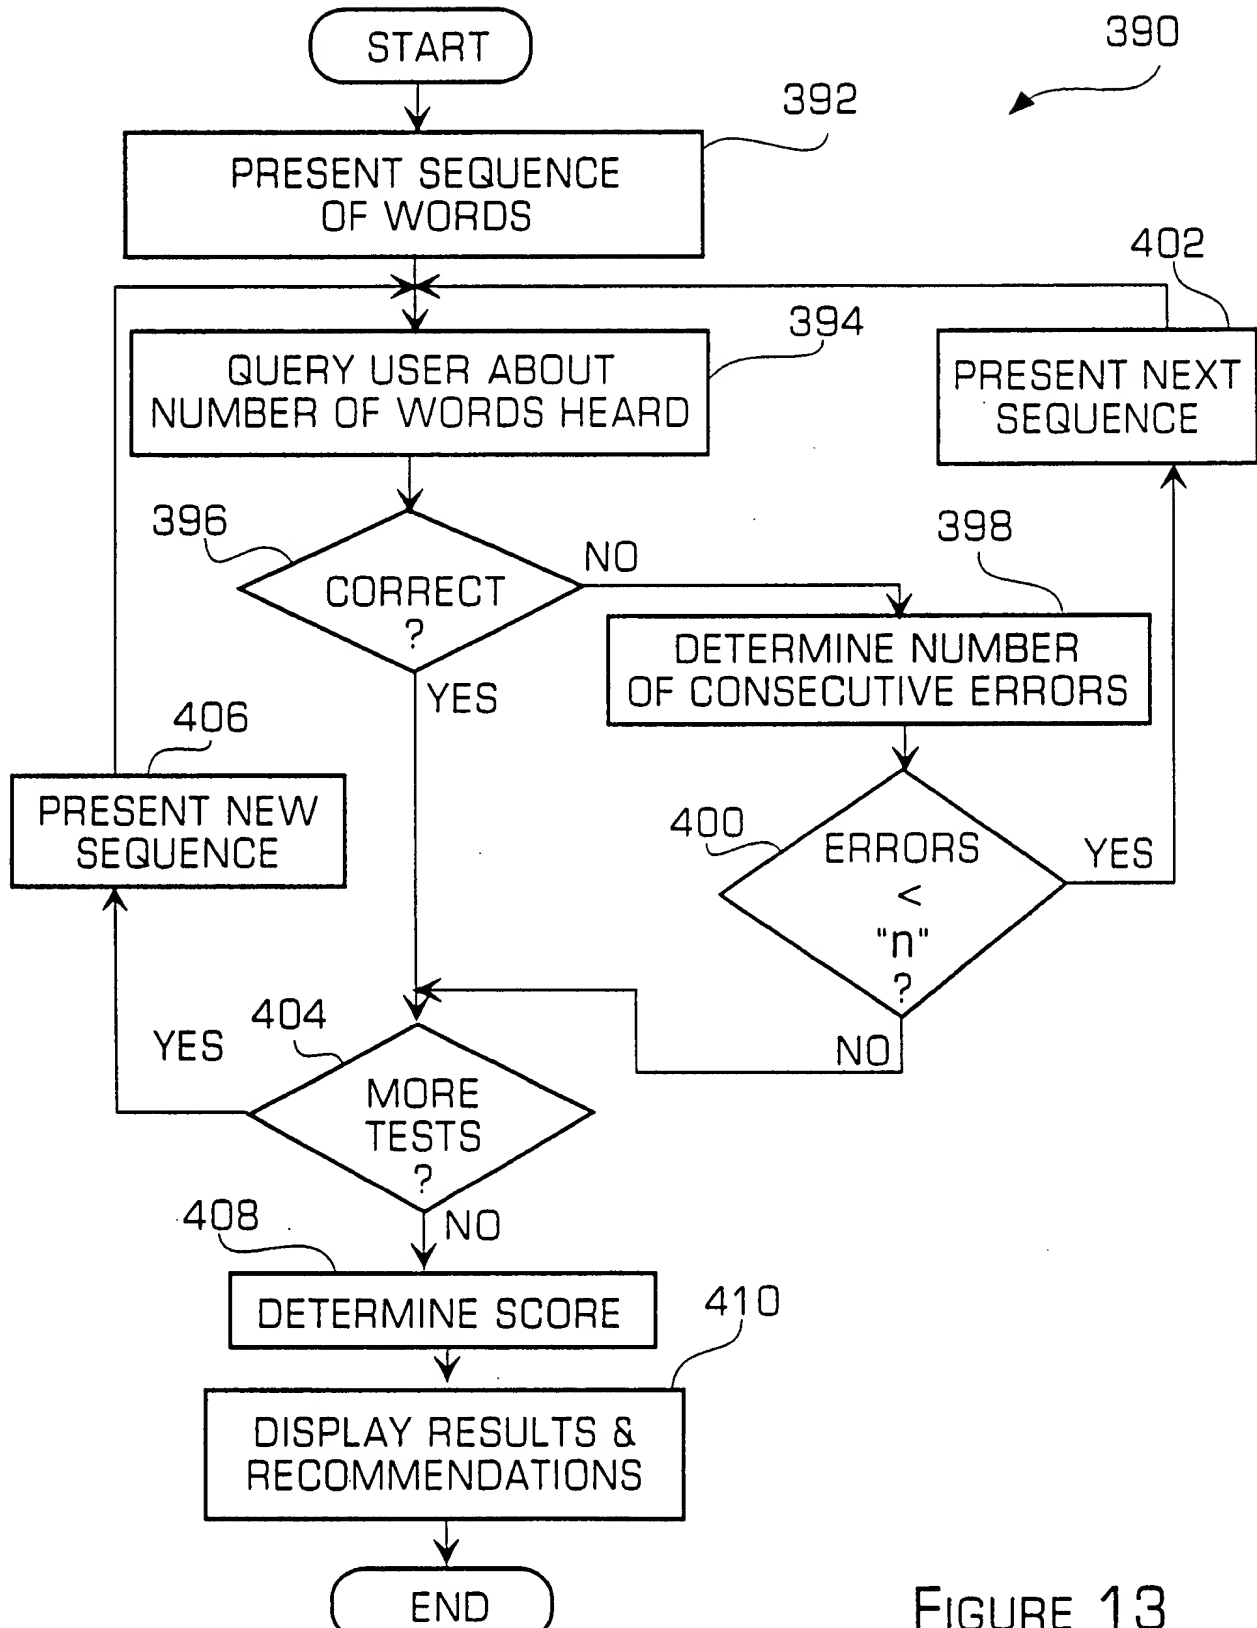 START
390
392
PRESENT SEQUENCE
OF WORDS
402
394
QUERY USER ABOUT
NUMBER OF WORDS HEARD
PRESENT NEXT
SEQUENCE
396
NO
398
CORRECT
?
DETERMINE NUMBER
OF CONSECUTIVE ERRORS
YES
406
PRESENT NEW
SEQUENCE
400
ERRORS
<
"n"
?
YES
404
YES
NO
MORE
TESTS
?
408
NO
DETERMINE SCORE
410
DISPLAY RESULTS &
RECOMMENDATIONS
END
FIGURE 13